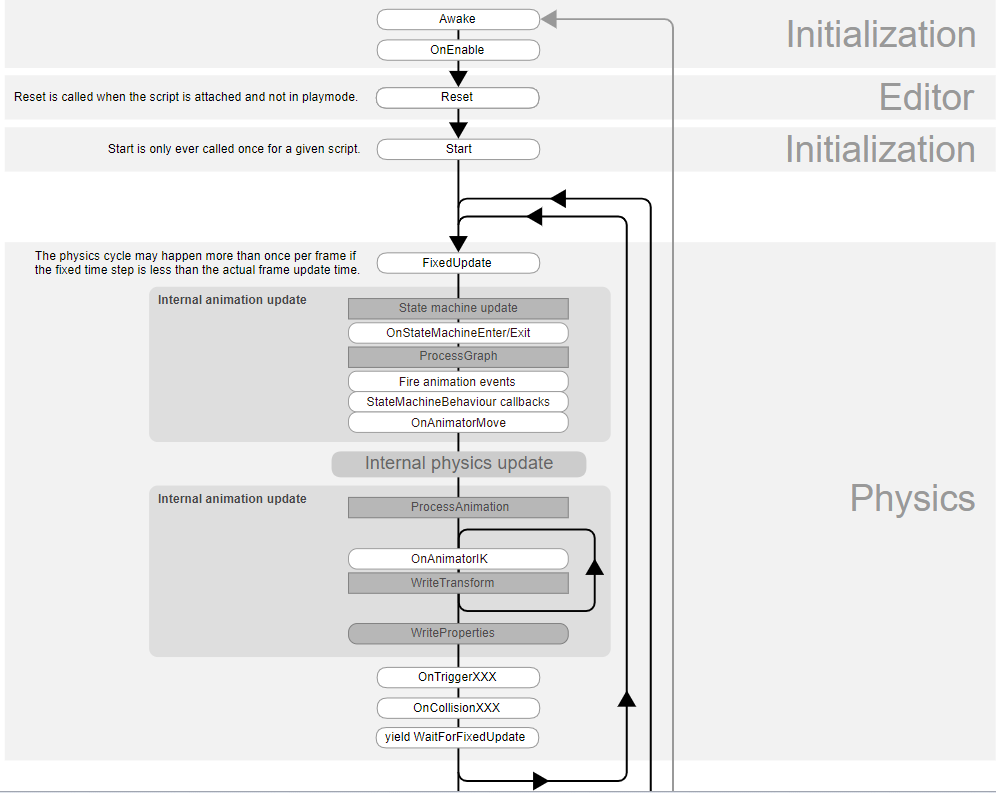 Awake
Initialization
OnEnable
Reset is called when the script is attached and not in playmode.
Reset
Editor
Start is only ever called once for a given script.
Start
Initialization
The physics cycle may happen more than once per frame if
the fixed time step is less than the actual frame update time.
FixedUpdate
Internal animation update
State machine update
OnStateMachineEnter/Exit
ProcessGraph
Fire animation events
StateMachineBehaviour callbacks
OnAnimatorMove
Internal physics update
Physics
Internal animation update
ProcessAnimation
OnAnimatorIK
WriteTransform
WriteProperties
OnTriggerXXX
OnCollisionXXX
yield WaitForFixedUpdate